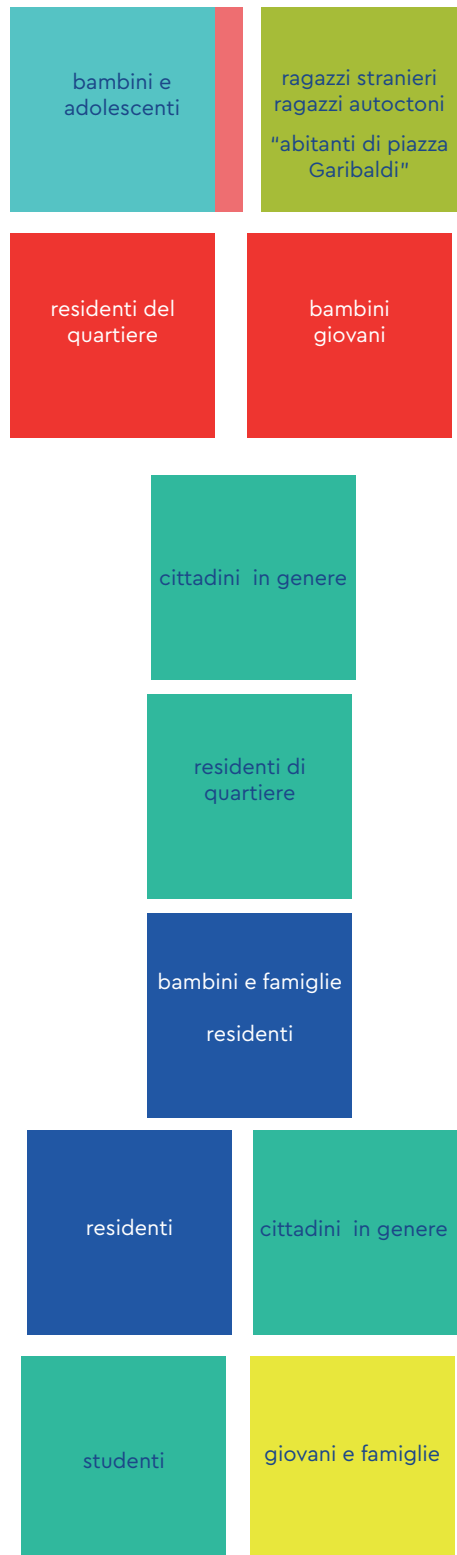 bambini e
adolescenti
ragazzi stranieri
ragazzi autoctoni
“abitanti di piazza
Garibaldi”
residenti del
quartiere
bambini
giovani
cittadini  in genere
residenti di
quartiere
bambini e famiglie
residenti
residenti
cittadini  in genere
studenti
giovani e famiglie